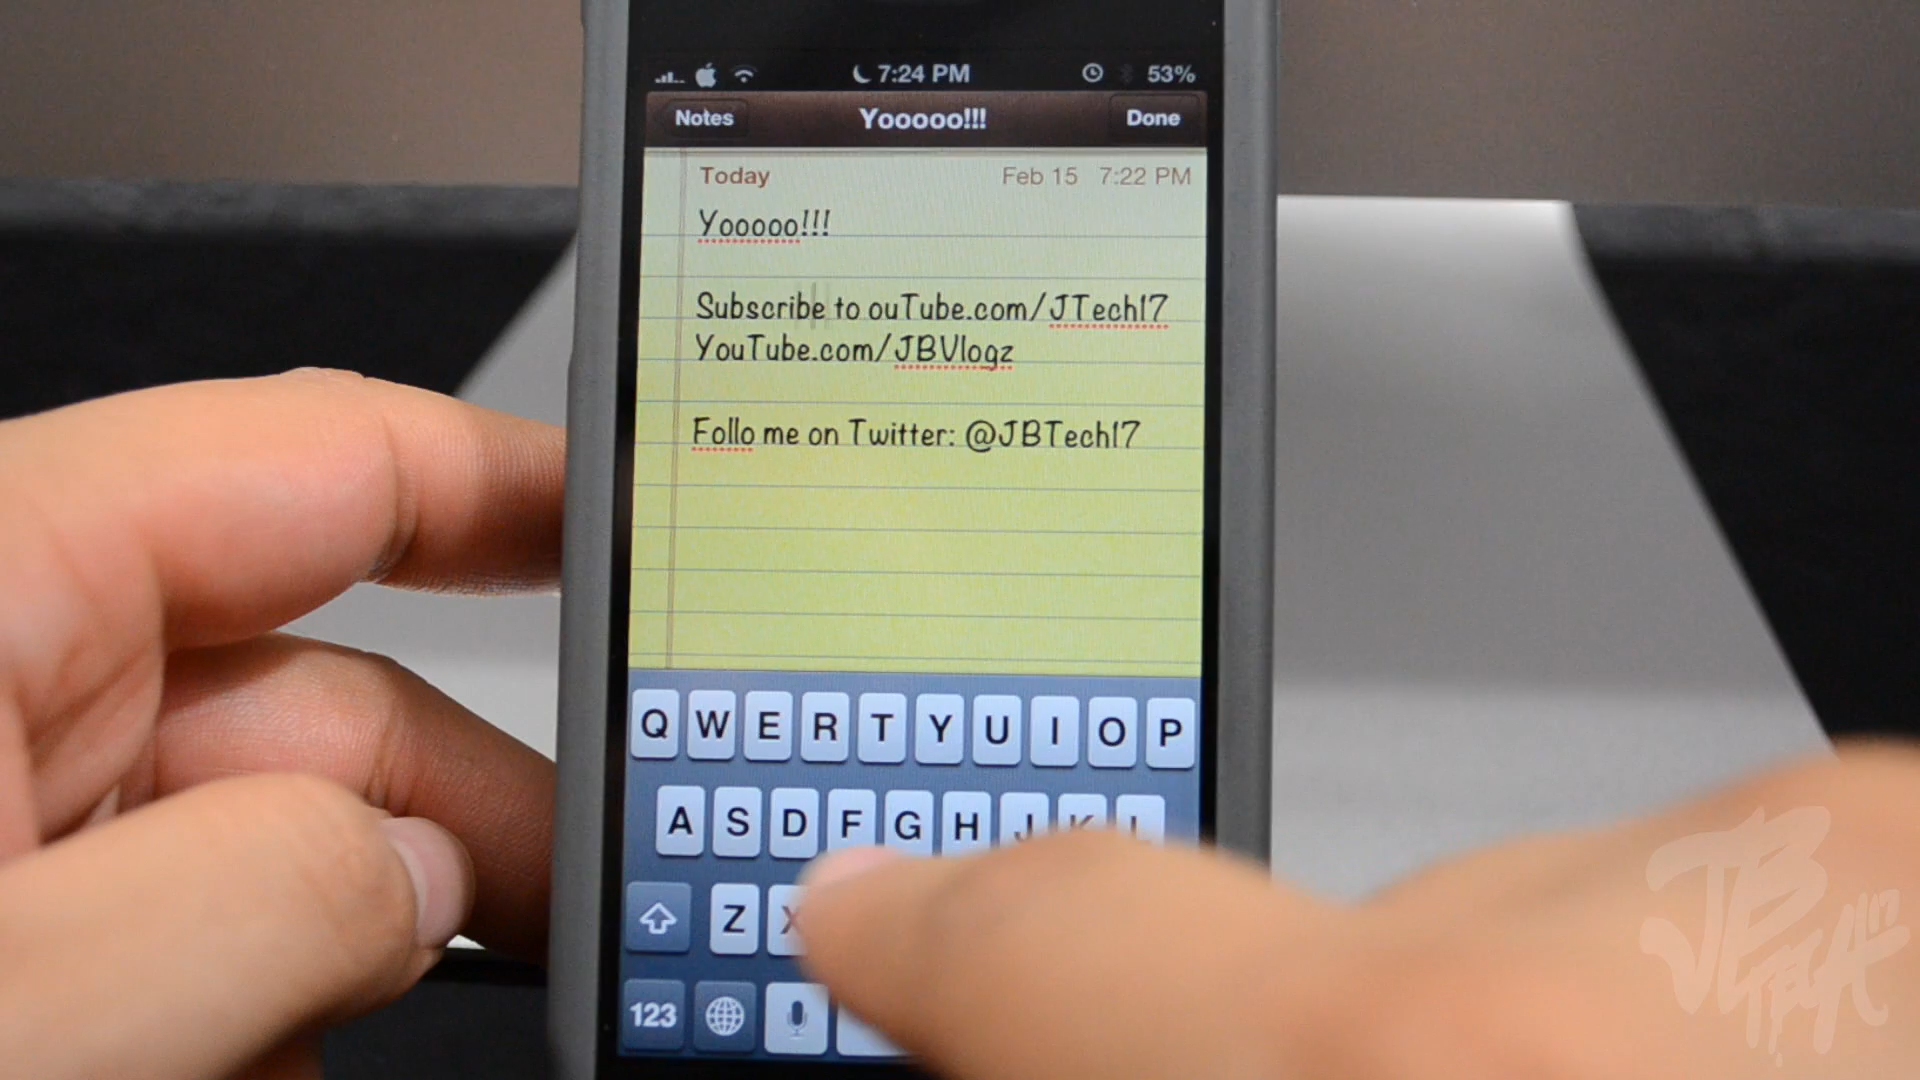 7:24 PM 53%
Notes Yooooo!!! Done
Today Feb 15 7:22 PM
Yooooo!!!
Subscribe to ouTube.com/JTech17
YouTube.com/JBVlogz
Follo me on Twitter: @JBTech17
Q W E R T Y U I O P
A S D F G H J K L
Z X
123
JBTech17